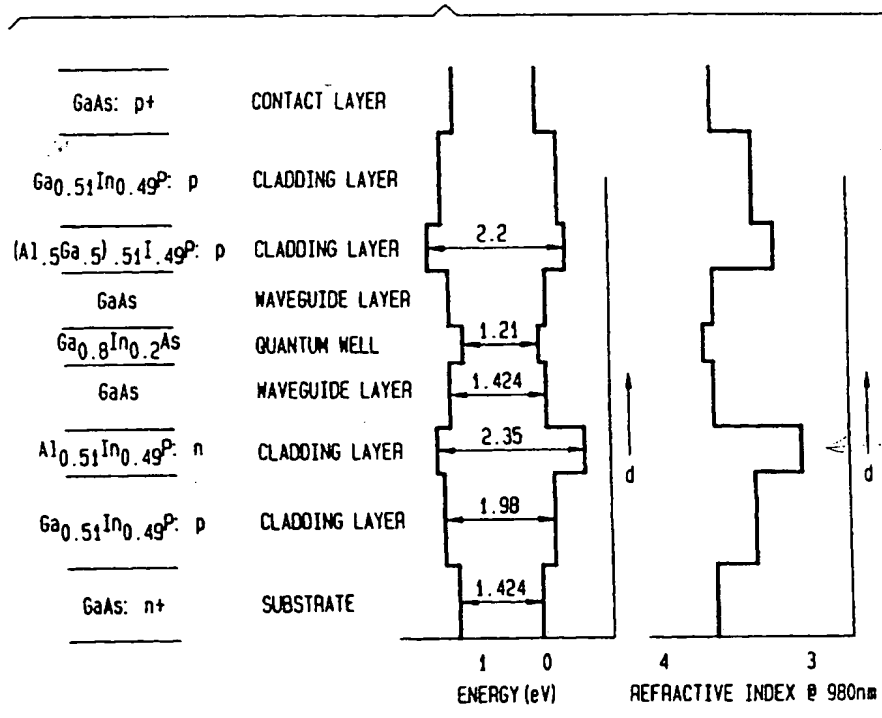 GaAs: p+ CONTACT LAYER
Ga0.51In0.49P: p CLADDING LAYER
(Al.5Ga.5).51I.49P: p CLADDING LAYER
2.2
GaAs WAVEGUIDE LAYER
Ga0.8In0.2As QUANTUM WELL
1.21
GaAs WAVEGUIDE LAYER
1.424
Al0.51In0.49P: n CLADDING LAYER
2.35
d
d
Ga0.51In0.49P: p CLADDING LAYER
1.98
GaAs: n+ SUBSTRATE
1.424
1 0 4 3
ENERGY (eV) REFRACTIVE INDEX @ 980nm